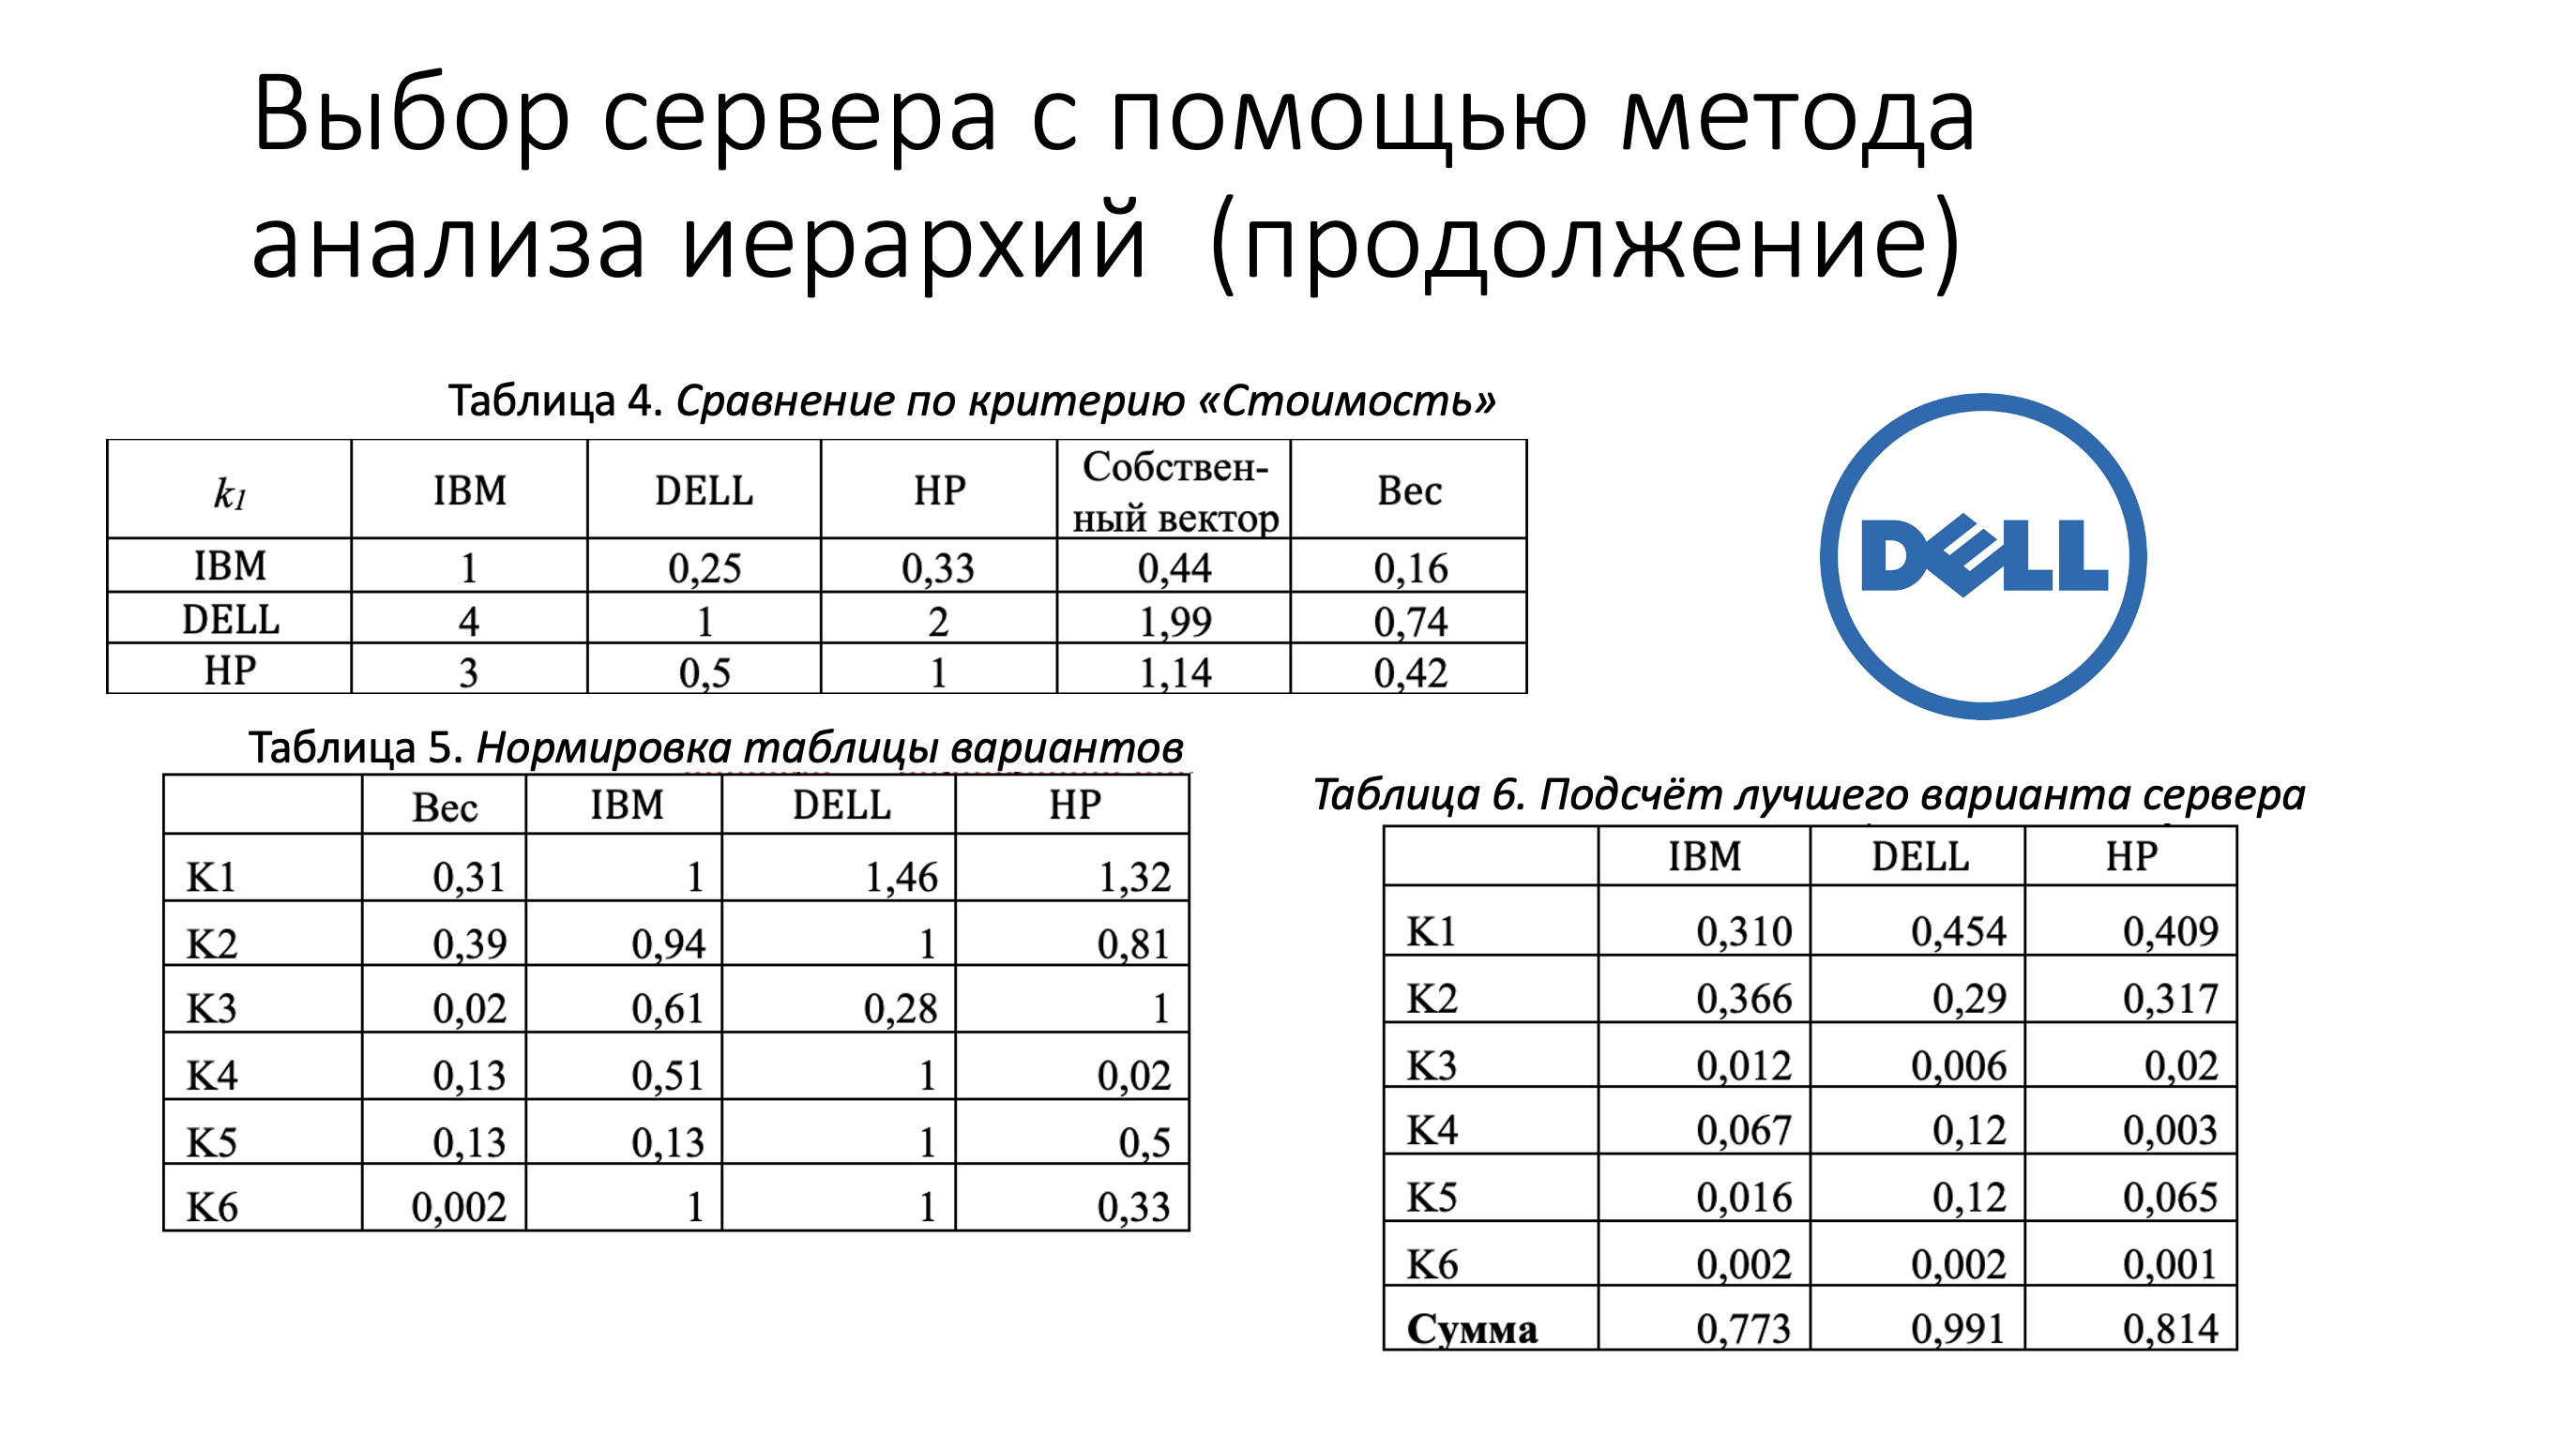 Выбор сервера с помощью метода
анализа иерархий (продолжение)
Таблица 4. Сравнение по критерию «Стоимость»
k1 IBM DELL HP Собствен-
ный вектор Вес
IBM 1 0,25 0,33 0,44 0,16
DELL 4 1 2 1,99 0,74
HP 3 0,5 1 1,14 0,42
DELL
Таблица 5. Нормировка таблицы вариантов
Вес IBM DELL HP
K1 0,31 1 1,46 1,32
K2 0,39 0,94 1 0,81
K3 0,02 0,61 0,28 1
K4 0,13 0,51 1 0,02
K5 0,13 0,13 1 0,5
K6 0,002 1 1 0,33
Таблица 6. Подсчёт лучшего варианта сервера
IBM DELL HP
K1 0,310 0,454 0,409
K2 0,366 0,29 0,317
K3 0,012 0,006 0,02
K4 0,067 0,12 0,003
K5 0,016 0,12 0,065
K6 0,002 0,002 0,001
Сумма 0,773 0,991 0,814